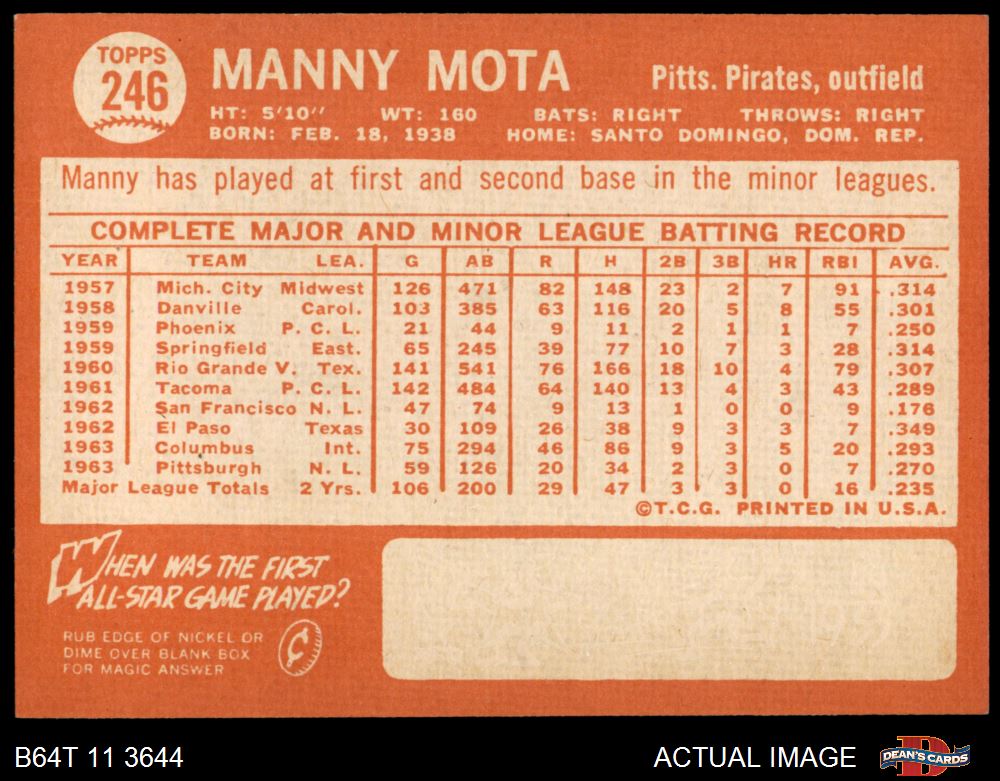 TOPPS
246
MANNY MOTA
Pitts. Pirates, outfield
HT: 5'10" WT: 160 BATS: RIGHT THROWS: RIGHT
BORN: FEB. 18, 1938 HOME: SANTO DOMINGO, DOM. REP.
Manny has played at first and second base in the minor leagues.
COMPLETE MAJOR AND MINOR LEAGUE BATTING RECORD
YEAR TEAM LEA. G AB R H 2B 3B HR RBI AVG.
1957 Mich. City Midwest 126 471 82 148 23 2 7 91 .314
1958 Danville Carol. 103 385 63 116 20 5 8 55 .301
1959 Phoenix P. C. L. 21 44 9 11 2 1 1 7 .250
1959 Springfield East. 65 245 39 77 10 7 3 28 .314
1960 Rio Grande V. Tex. 141 541 76 166 18 10 4 79 .307
1961 Tacoma P. C. L. 142 484 64 140 13 4 3 43 .289
1962 San Francisco N. L. 47 74 9 13 1 0 0 9 .176
1962 El Paso Texas 30 109 26 38 9 3 3 7 .349
1963 Columbus Int. 75 294 46 86 9 3 5 20 .293
1963 Pittsburgh N. L. 59 126 20 34 2 3 0 7 .270
Major League Totals 2 Yrs. 106 200 29 47 3 3 0 16 .235
©T.C.G. PRINTED IN U.S.A.
WHEN WAS THE FIRST
ALL-STAR GAME PLAYED?
RUB EDGE OF NICKEL OR
DIME OVER BLANK BOX
FOR MAGIC ANSWER
B64T 11 3644
ACTUAL IMAGE
DEAN'S CARDS